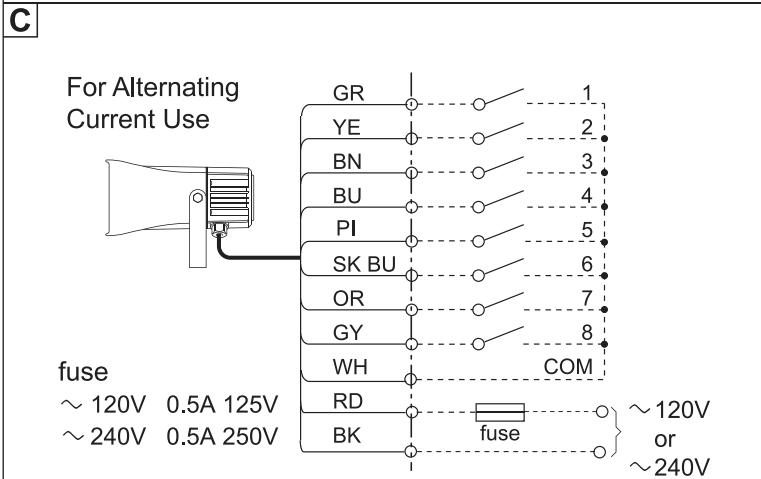 C
For Alternating
Current Use
GR 1
YE 2
BN 3
BU 4
PI 5
SK BU 6
OR 7
GY 8
WH COM
RD
BK
fuse
~ 120V 0.5A 125V
~ 240V 0.5A 250V
fuse
~120V
or
~240V